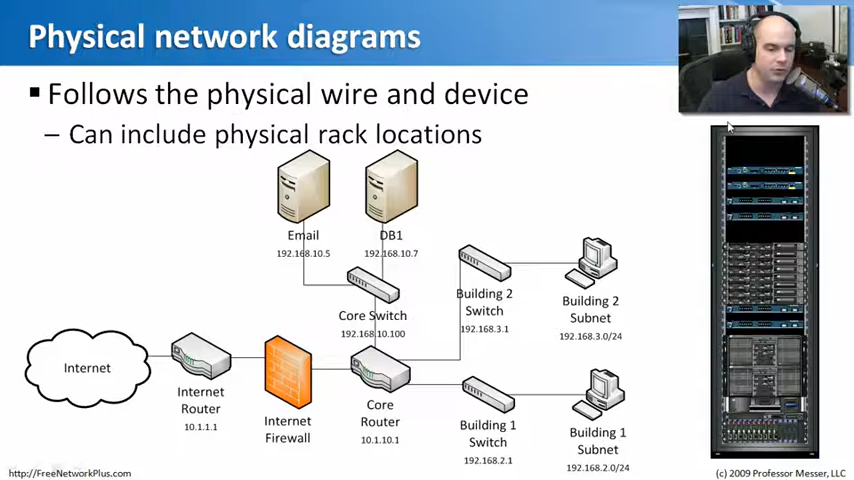 Physical network diagrams
Follows the physical wire and device
– Can include physical rack locations
Email
192.168.10.5
DB1
192.168.10.7
Core Switch
192.168.10.100
Building 2
Switch
192.168.3.1
Building 2
Subnet
192.168.3.0/24
Internet
Internet
Router
10.1.1.1
Internet
Firewall
Core
Router
10.1.10.1
Building 1
Switch
192.168.2.1
Building 1
Subnet
192.168.2.0/24
http://FreeNetworkPlus.com
(c) 2009 Professor Messer, LLC